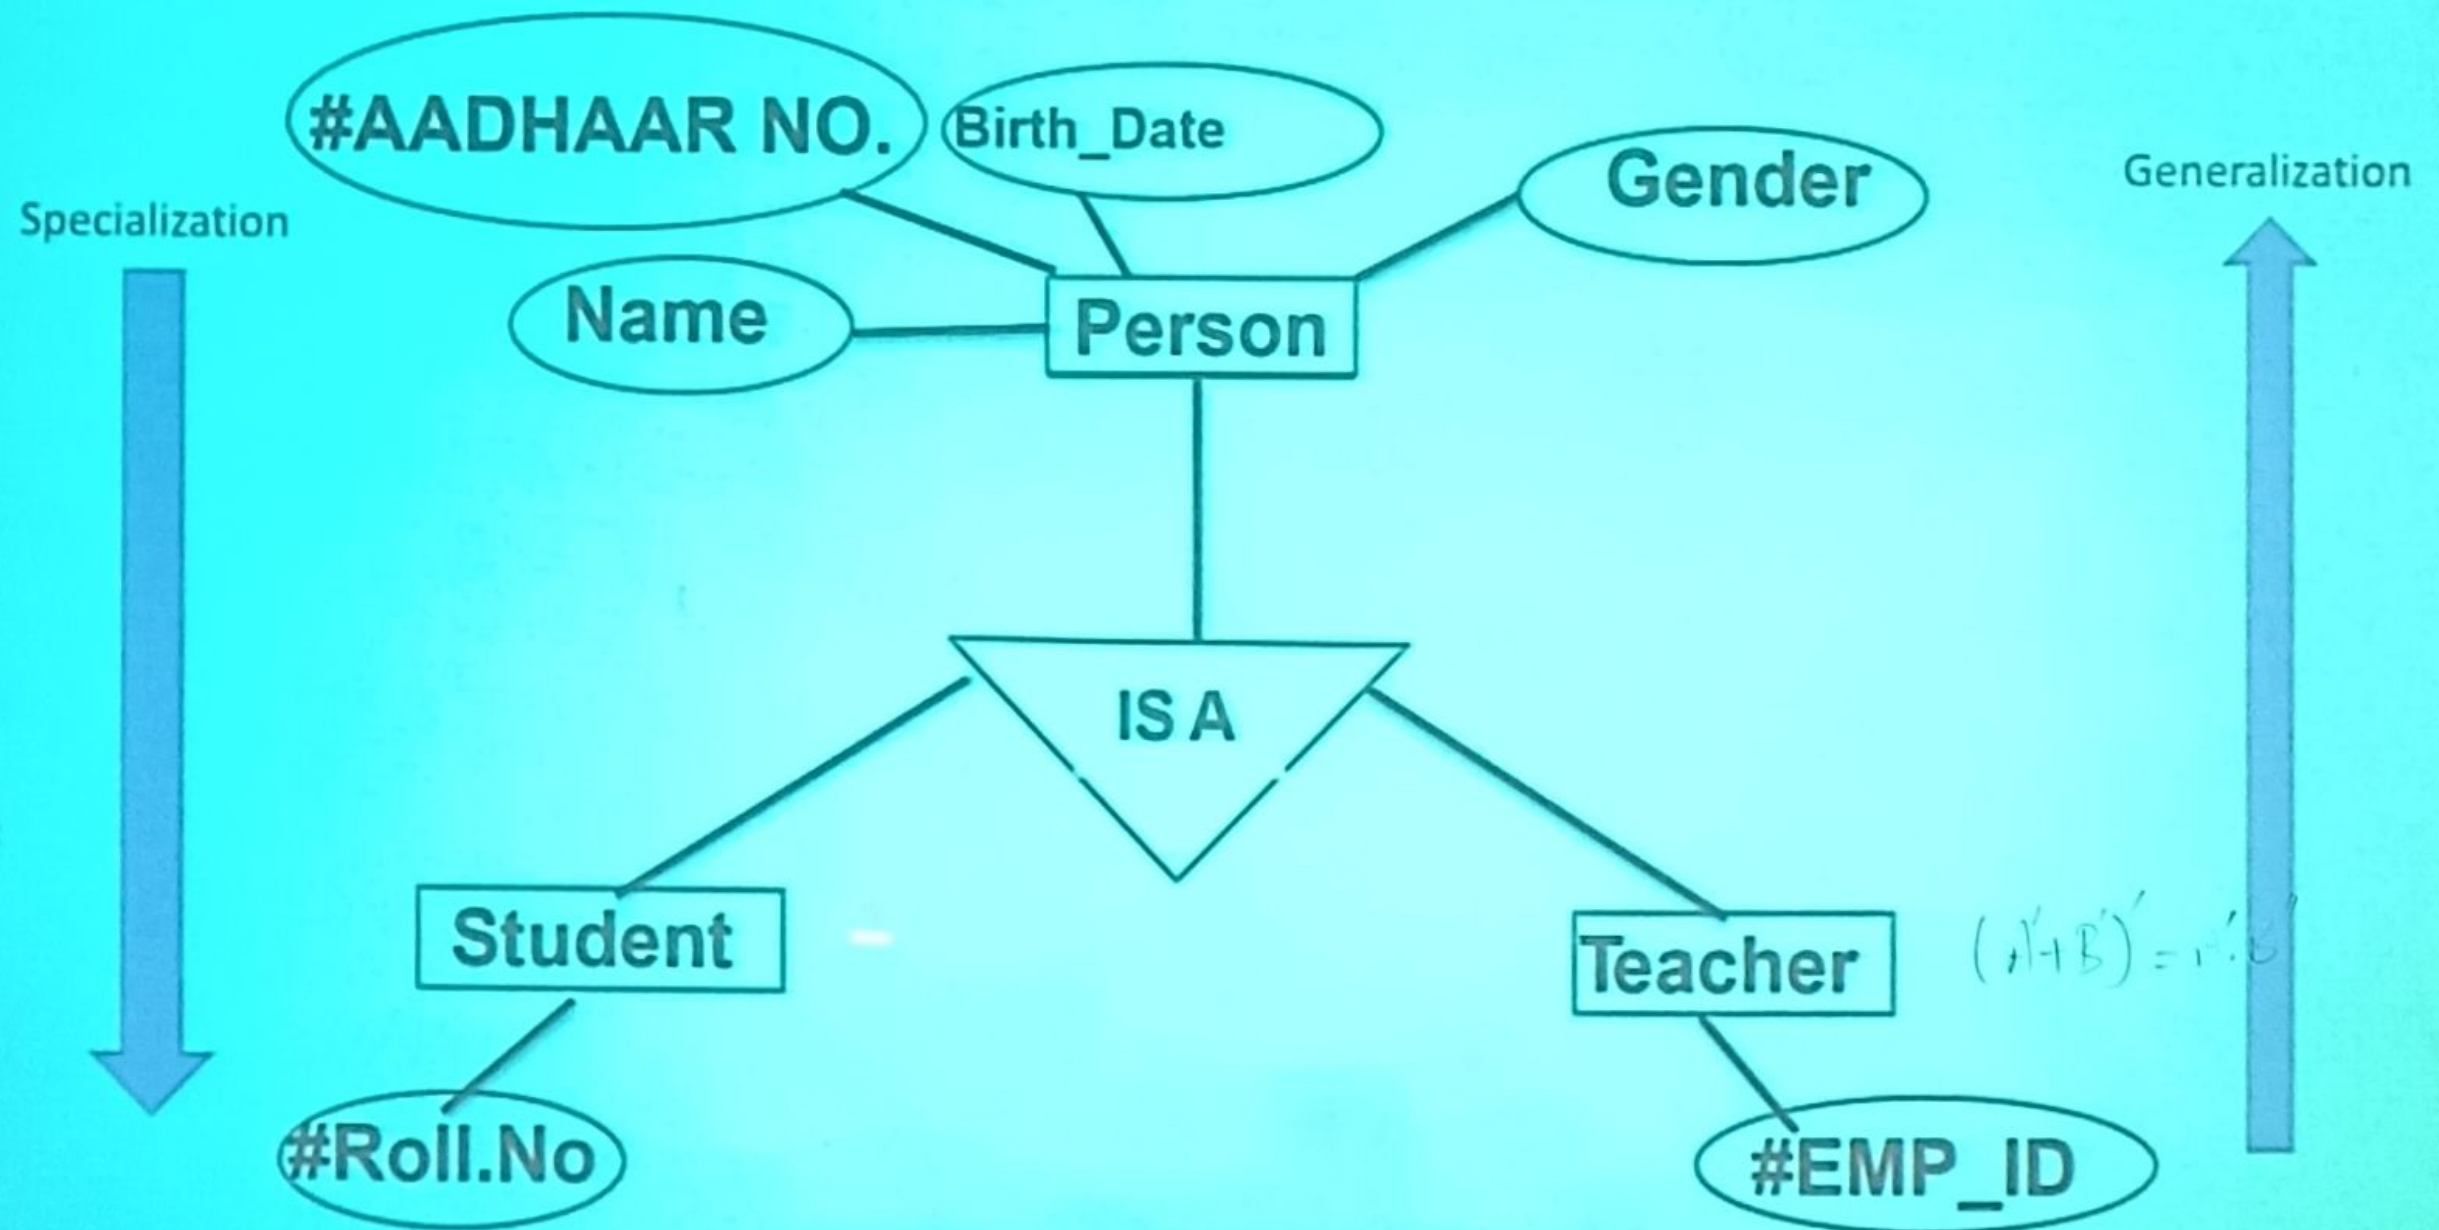 #AADHAAR NO.
Birth_Date
Gender
Generalization
Specialization
Name
Person
IS A
Student
Teacher
#Roll.No
#EMP_ID